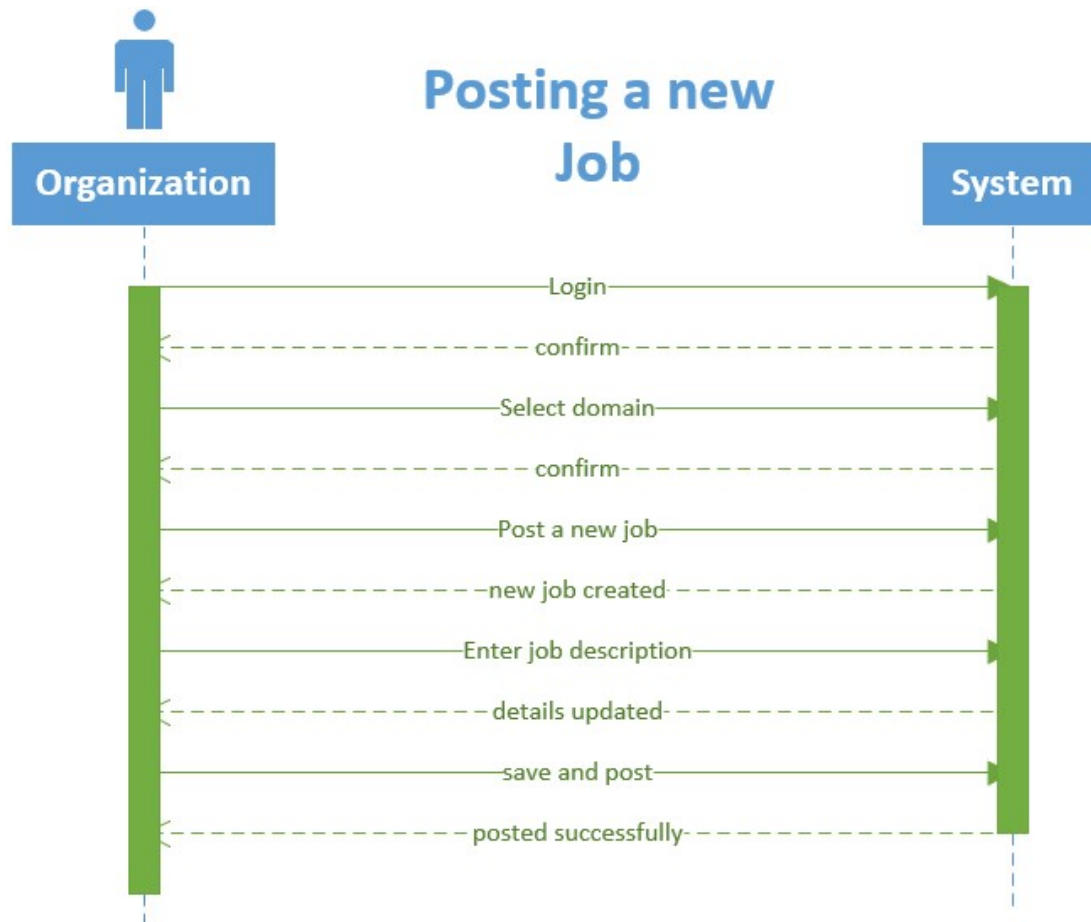 Posting a new
Job
Organization
System
Login
confirm
Select domain
confirm
Post a new job
new job created
Enter job description
details updated
save and post
posted successfully